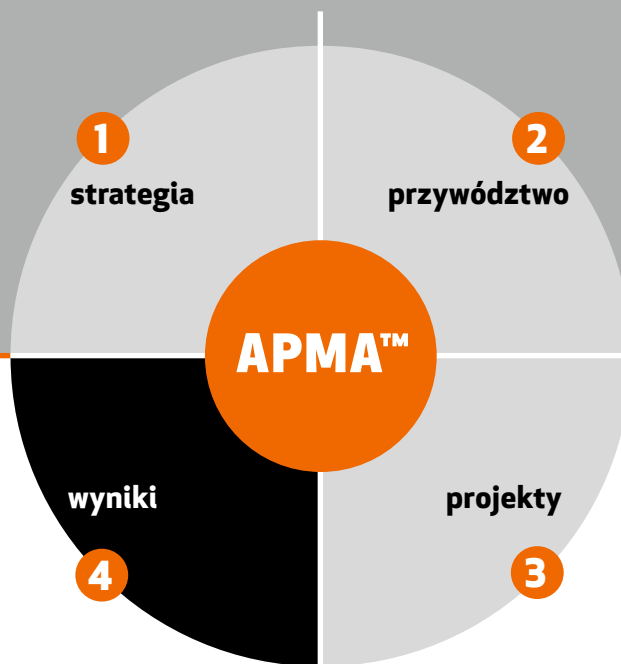 1
2
strategia
przywództwo
APMA™
wyniki
projekty
4
3